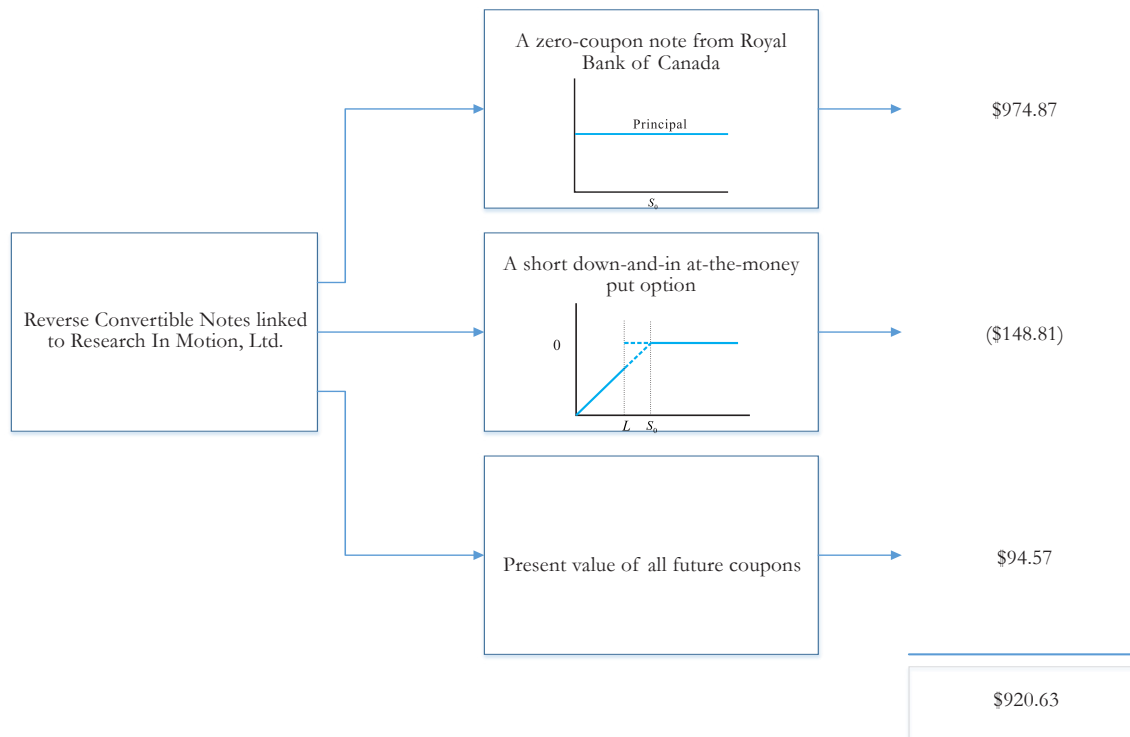 A zero-coupon note from Royal
Bank of Canada
Principal
S₀
$974.87
Reverse Convertible Notes linked
to Research In Motion, Ltd.
A short down-and-in at-the-money
put option
0
L S₀
($148.81)
Present value of all future coupons
$94.57
$920.63